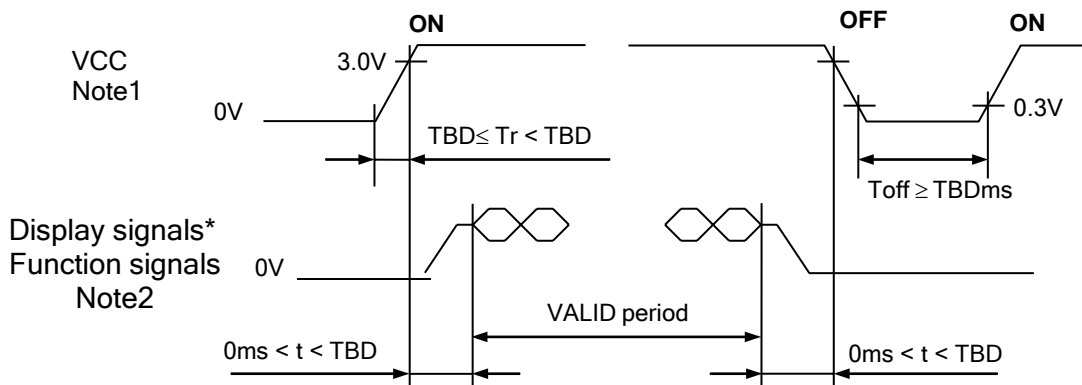 ON
OFF
ON
VCC
Note1
3.0V
0V
0.3V
TBD≤ Tr < TBD
Toff ≥ TBDms
Display signals*
Function signals
Note2
0V
VALID period
0ms < t < TBD
0ms < t < TBD